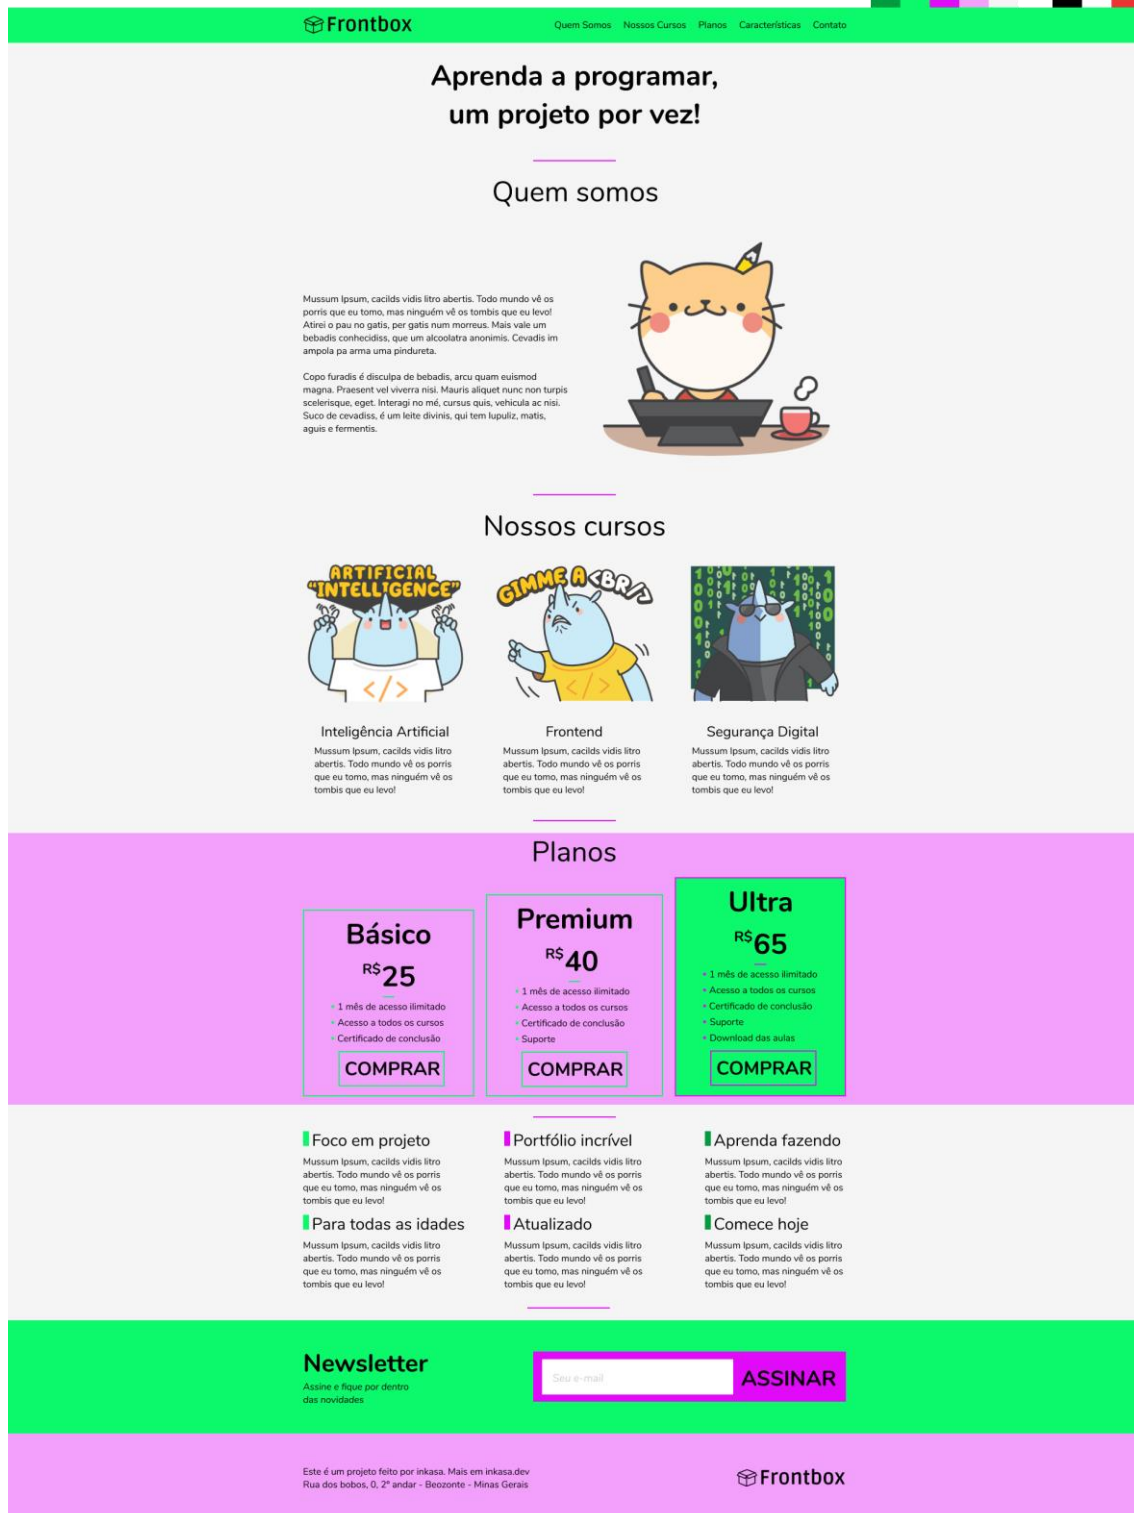 Frontbox
Quem Somos Nossos Cursos Planos Características Contato
Aprenda a programar,
um projeto por vez!
Quem somos
Mussum Ipsum, cacilds vidis litro abertis. Todo mundo vê os
porris que eu tomo, mas ninguém vê os tombis que eu levo!
Atirei o pau no gatis, per gatis num morreus. Mais vale um
bebadis conhecidiss, que um alcoolatra anonimis. Cevadis im
ampola pa arma uma pindureta.
Copo furadis é disculpa de bebadis, arcu quam euismod
magna. Praesent vel viverra nisi. Mauris aliquet nunc non turpis
scelerisque, eget. Interagi no mé, cursus quis, vehicula ac nisi.
Suco de cevadiss, é um leite divinis, qui tem lupuliz, matis,
aguis e fermentis.
Nossos cursos
ARTIFICIAL
"INTELLIGENCE"
</>
Inteligência Artificial
Mussum Ipsum, cacilds vidis litro
abertis. Todo mundo vê os porris
que eu tomo, mas ninguém vê os
tombis que eu levo!
GIMME A <BR/>
</>
Frontend
Mussum Ipsum, cacilds vidis litro
abertis. Todo mundo vê os porris
que eu tomo, mas ninguém vê os
tombis que eu levo!
Segurança Digital
Mussum Ipsum, cacilds vidis litro
abertis. Todo mundo vê os porris
que eu tomo, mas ninguém vê os
tombis que eu levo!
Planos
Básico
R$25
• 1 mês de acesso ilimitado
• Acesso a todos os cursos
• Certificado de conclusão
COMPRAR
Premium
R$40
• 1 mês de acesso ilimitado
• Acesso a todos os cursos
• Certificado de conclusão
• Suporte
COMPRAR
Ultra
R$65
• 1 mês de acesso ilimitado
• Acesso a todos os cursos
• Certificado de conclusão
• Suporte
• Download das aulas
COMPRAR
Foco em projeto
Mussum Ipsum, cacilds vidis litro
abertis. Todo mundo vê os porris
que eu tomo, mas ninguém vê os
tombis que eu levo!
Portfólio incrível
Mussum Ipsum, cacilds vidis litro
abertis. Todo mundo vê os porris
que eu tomo, mas ninguém vê os
tombis que eu levo!
Aprenda fazendo
Mussum Ipsum, cacilds vidis litro
abertis. Todo mundo vê os porris
que eu tomo, mas ninguém vê os
tombis que eu levo!
Para todas as idades
Mussum Ipsum, cacilds vidis litro
abertis. Todo mundo vê os porris
que eu tomo, mas ninguém vê os
tombis que eu levo!
Atualizado
Mussum Ipsum, cacilds vidis litro
abertis. Todo mundo vê os porris
que eu tomo, mas ninguém vê os
tombis que eu levo!
Comece hoje
Mussum Ipsum, cacilds vidis litro
abertis. Todo mundo vê os porris
que eu tomo, mas ninguém vê os
tombis que eu levo!
Newsletter
Assine e fique por dentro
das novidades
Seu e-mail
ASSINAR
Este é um projeto feito por inkasa. Mais em inkasa.dev
Rua dos bobos, 0, 2º andar - Beozonte - Minas Gerais
Frontbox